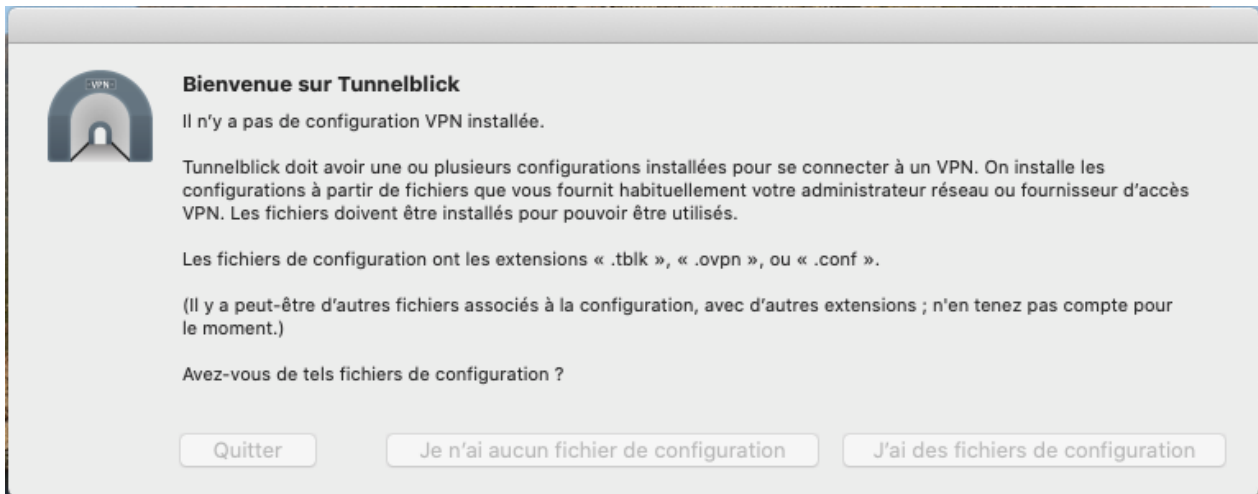 VPN
Bienvenue sur Tunnelblick
Il n’y a pas de configuration VPN installée.
Tunnelblick doit avoir une ou plusieurs configurations installées pour se connecter à un VPN. On installe les
configurations à partir de fichiers que vous fournit habituellement votre administrateur réseau ou fournisseur d’accès
VPN. Les fichiers doivent être installés pour pouvoir être utilisés.
Les fichiers de configuration ont les extensions « .tblk », « .ovpn », ou « .conf ».
(Il y a peut-être d’autres fichiers associés à la configuration, avec d’autres extensions ; n'en tenez pas compte pour
le moment.)
Avez-vous de tels fichiers de configuration ?
Quitter
Je n’ai aucun fichier de configuration
J’ai des fichiers de configuration